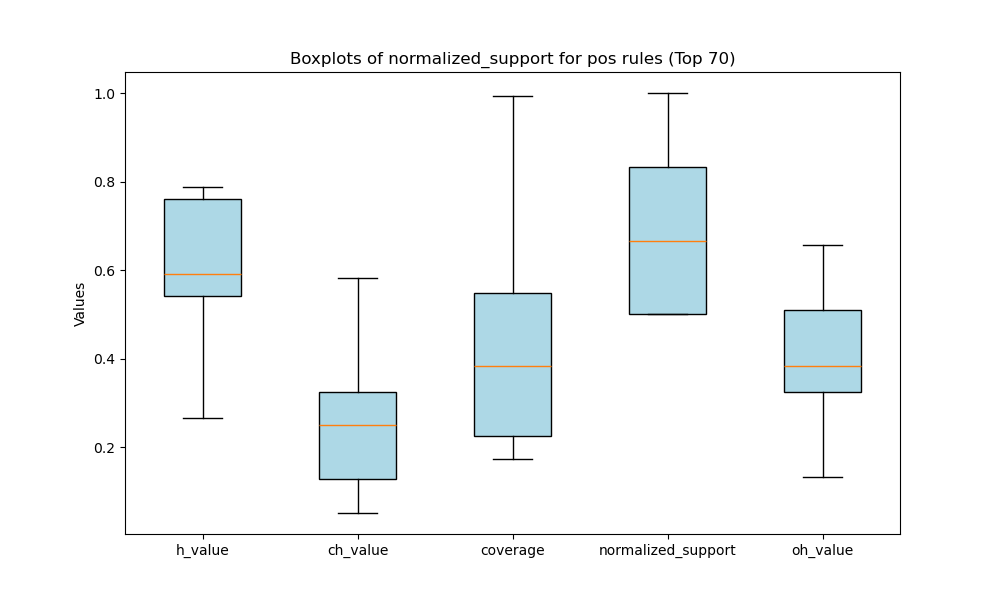 Boxplots of normalized_support for pos rules (Top 70)
Values
1.0
0.8
0.6
0.4
0.2
h_value
ch_value
coverage
normalized_support
oh_value